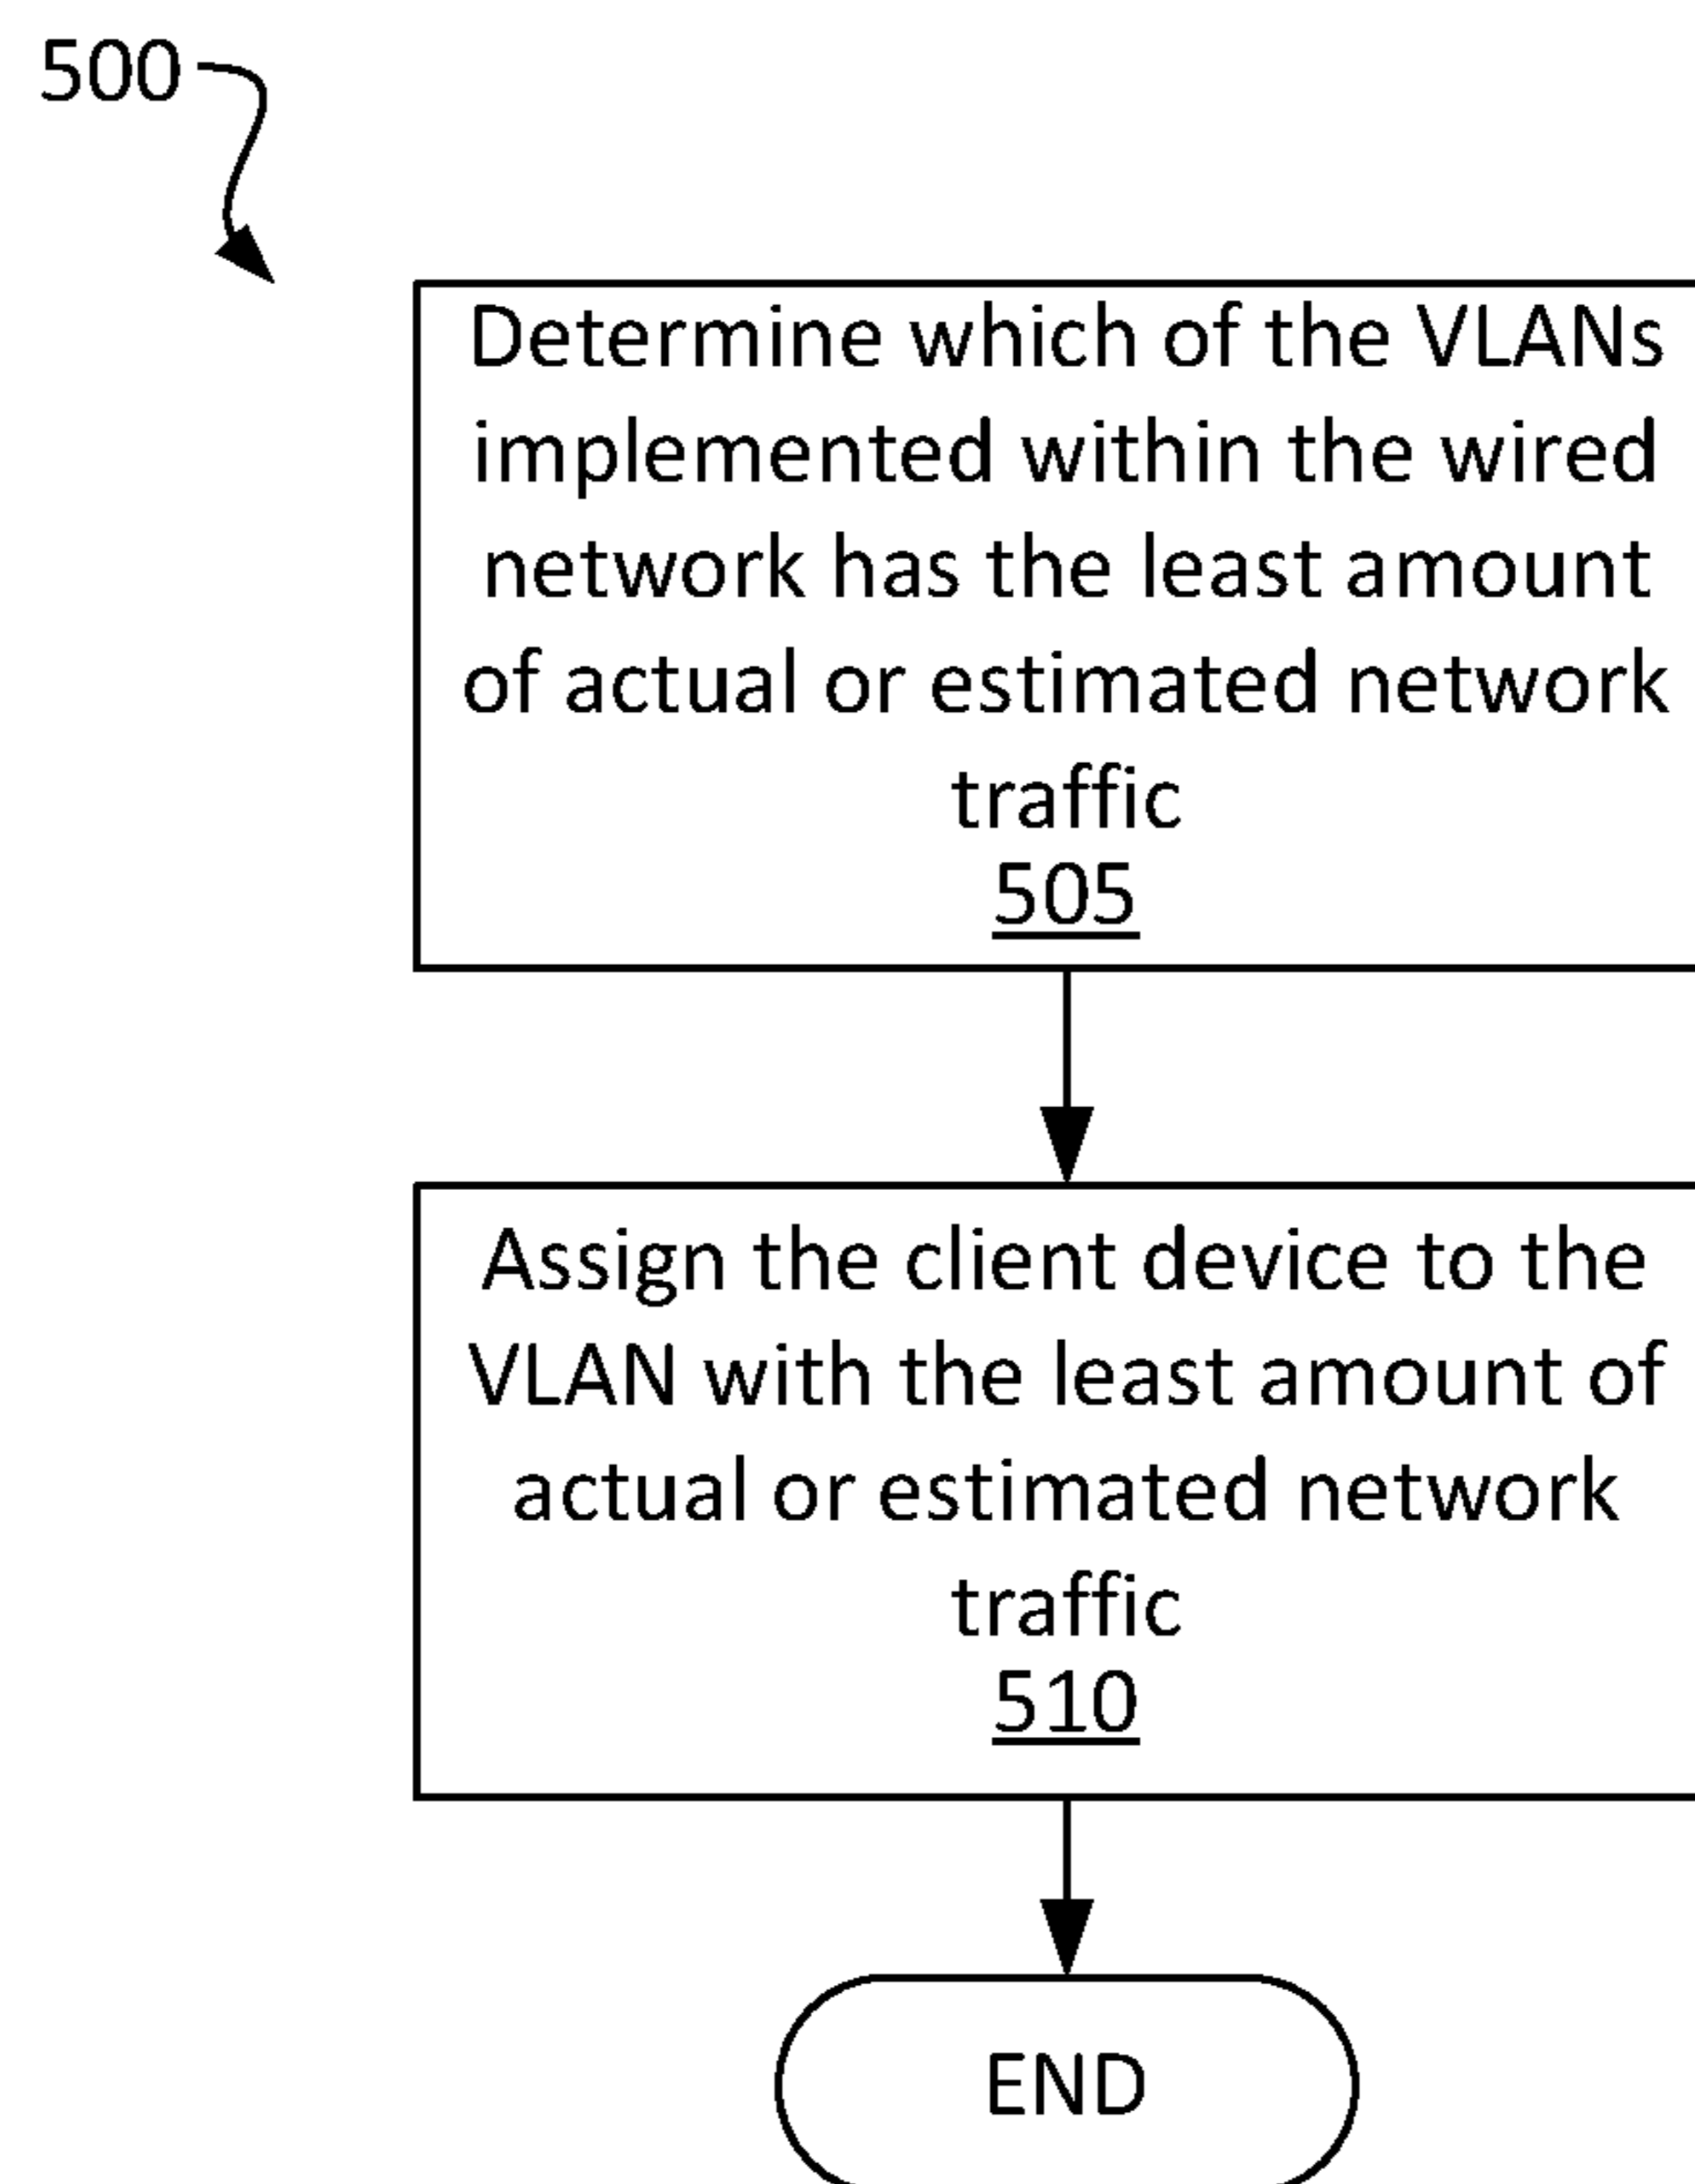 500
Determine which of the VLANs
implemented within the wired
network has the least amount
of actual or estimated network
traffic
505
Assign the client device to the
VLAN with the least amount of
actual or estimated network
traffic
510
END